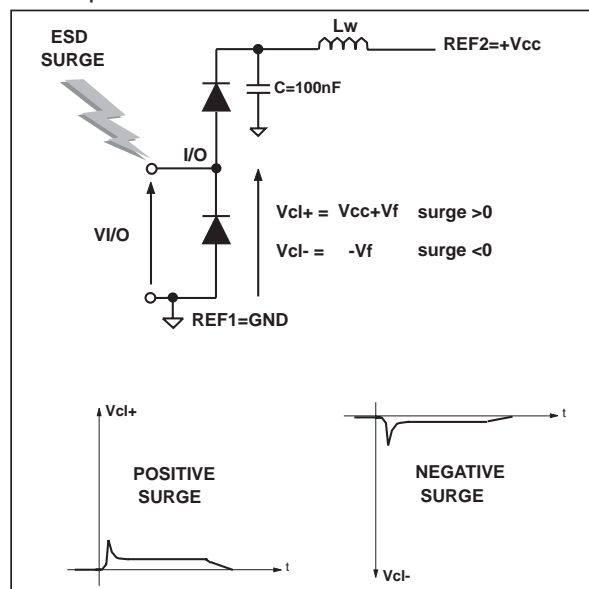 ESD
SURGE
Lw
REF2=+Vcc
C=100nF
I/O
VI/O
Vcl+ = Vcc+Vf surge >0
Vcl- = -Vf surge <0
REF1=GND
Vcl+
t
POSITIVE
SURGE
t
NEGATIVE
SURGE
Vcl-